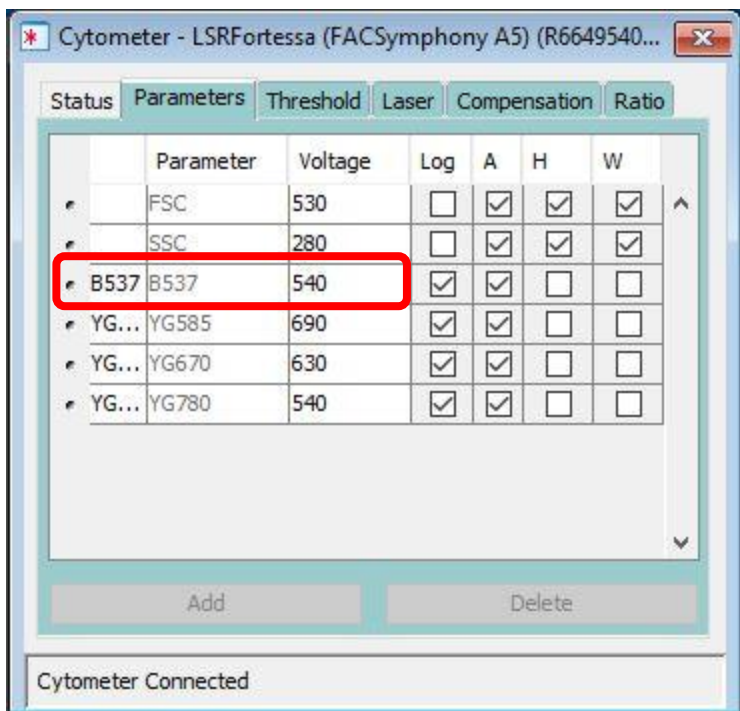 Cytometer - LSRFortessa (FACSymphony A5) (R6649540...
Status Parameters Threshold Laser Compensation Ratio
Parameter Voltage Log A H W
FSC 530
SSC 280
B537 B537 540
YG... YG585 690
YG... YG670 630
YG... YG780 540
Add Delete
Cytometer Connected